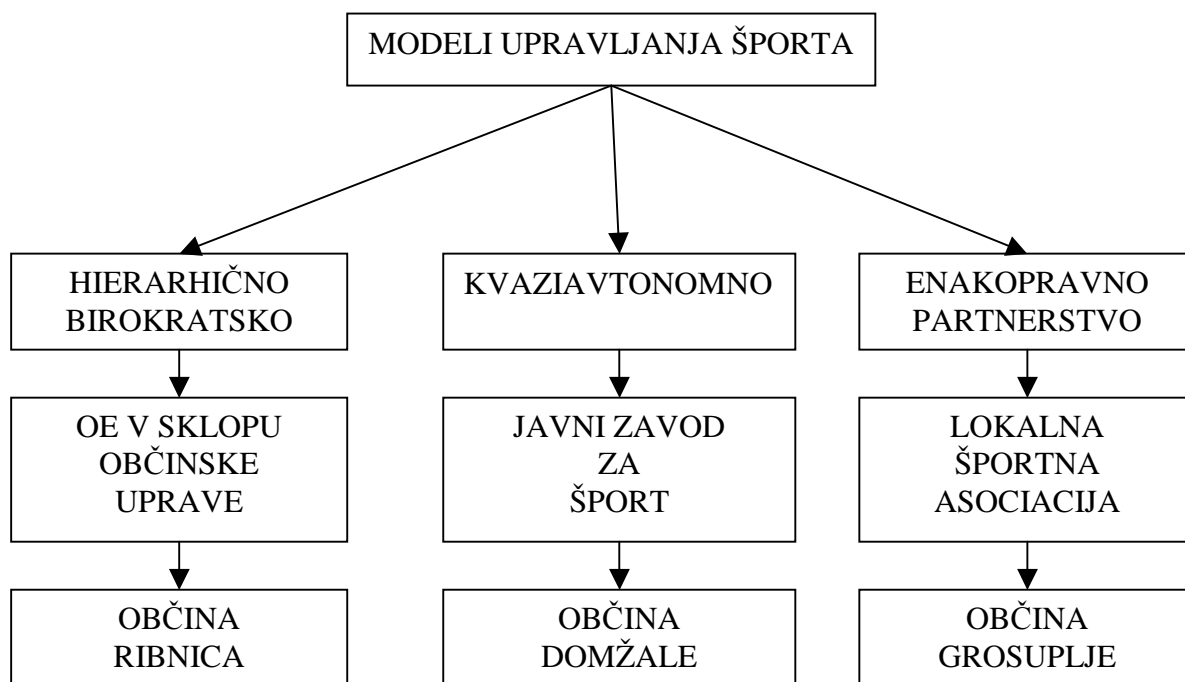 MODELI UPRAVLJANJA ŠPORTA
HIERARHIČNO
BIROKRATSKO
KVAZIAVTONOMNO
ENAKOPRAVNO
PARTNERSTVO
OE V SKLOPU
OBČINSKE
UPRAVE
JAVNI ZAVOD
ZA
ŠPORT
LOKALNA
ŠPORTNA
ASOCIACIJA
OBČINA
RIBNICA
OBČINA
DOMŽALE
OBČINA
GROSUPLJE